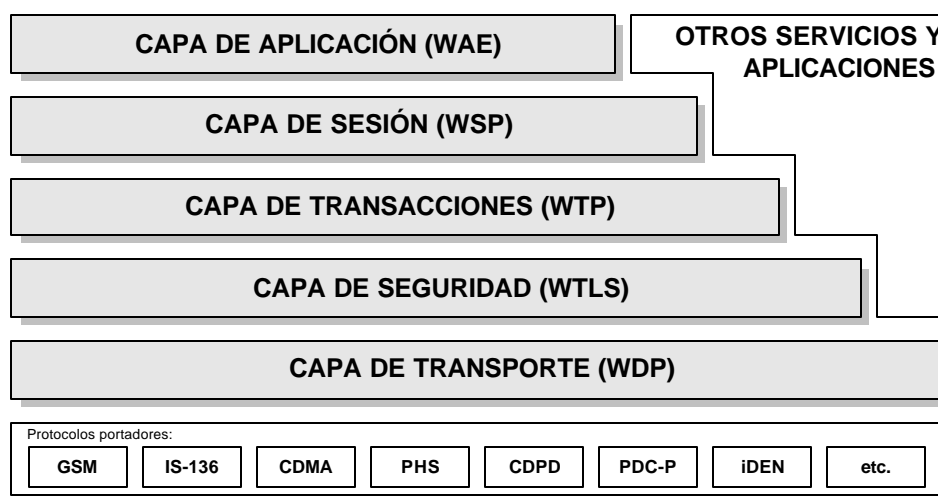 CAPA DE APLICACIÓN (WAE)
OTROS SERVICIOS Y
APLICACIONES
CAPA DE SESIÓN (WSP)
CAPA DE TRANSACCIONES (WTP)
CAPA DE SEGURIDAD (WTLS)
CAPA DE TRANSPORTE (WDP)
Protocolos portadores:
GSM IS-136 CDMA PHS CDPD PDC-P iDEN etc.